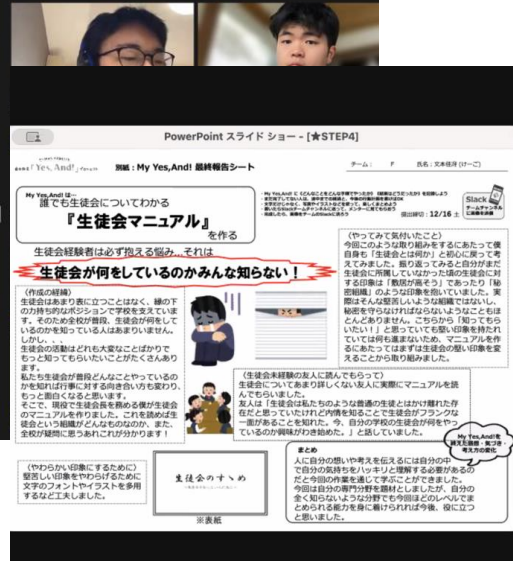 PowerPoint スライド ショー - [★STEP4]
「Yes, And!」
別紙：My Yes,And! 最終報告シート
チーム： F
My Yes,And! は…
誰でも生徒会についてわかる
『生徒会マニュアル』
を作る
Slack
チームチャンネル
提出締切：12/16 土
生徒会経験者は必ず抱える悩み…それは
生徒会が何をしているのかみんな知らない！
（作成の経緯）
生徒会はあまり表に立つことはなく、縁の下
の力持ち的なポジションで学校を支えていま
す。そのため全校が普段、生徒会が何をして
いるのかを知っている人はあまりいません。
しかし、、、
生徒会の活動はどれも大変なことばかりで
もっと知ってもらいたいことがたくさんあり
ます。
私たち生徒会が普段どんなことやっているの
かを知れば行事に対する向き合い方も変わり、
もっと面白くなると思います。
そこで、現役で生徒会長を務める僕が生徒会
のマニュアルを作りました。これを読めば生
徒会という組織がどんなものなのか、また、
全校が疑問に思うあれこれが分かります！
（やってみて気付いたこと）
今回このような取り組みをするにあたって僕
自身も「生徒会とは何か」と初心に戻って考
えてみました。振り返ってみると自分がまだ
生徒会に所属していなかった頃の生徒会に対
する印象は「敷居が高そう」であったり「秘
密組織」のような印象を抱いていました。実
際はそんな堅苦しいような組織ではないし、
秘密を守らなければならないようなこともほ
とんどありません。こちらから「知ってもら
いたい！」と思っていても堅い印象を持たれ
ていては何も進まないため、マニュアルを作
るにあたってはまずは生徒会の堅い印象を変
えることから取り組みました。
（生徒会未経験の友人に読んでもらって）
生徒会についてあまり詳しくない友人に実際にマニュアルを読
んでもらいました。
友人は「生徒会は私たちのような普通の生徒とはかけ離れた存
在だと思っていたけれど内情を知ることで生徒会がフランクな
一面があることを知れた。今、自分の学校の生徒会が何をやっ
ているのか興味がわき始めた。」と話していました。
（やわらかい印象にするために）
堅苦しい印象をやわらげるために
文字のフォントやイラストを多用
するなど工夫しました。
生徒会のすゝめ
※表紙
My Yes,And!を
考え方の変化
まとめ
人に自分の想いや考えを伝えるには自分の中
で自分の気持ちをハッキリと理解する必要があるの
だと今回の作業を通じて学ぶことができました。
今回は自分の専門分野を題材としましたが、自分の
全く知らないような分野でも今回ほどのレベルでま
とめられる能力を身に着けられれば今後、役に立つ
と思いました。